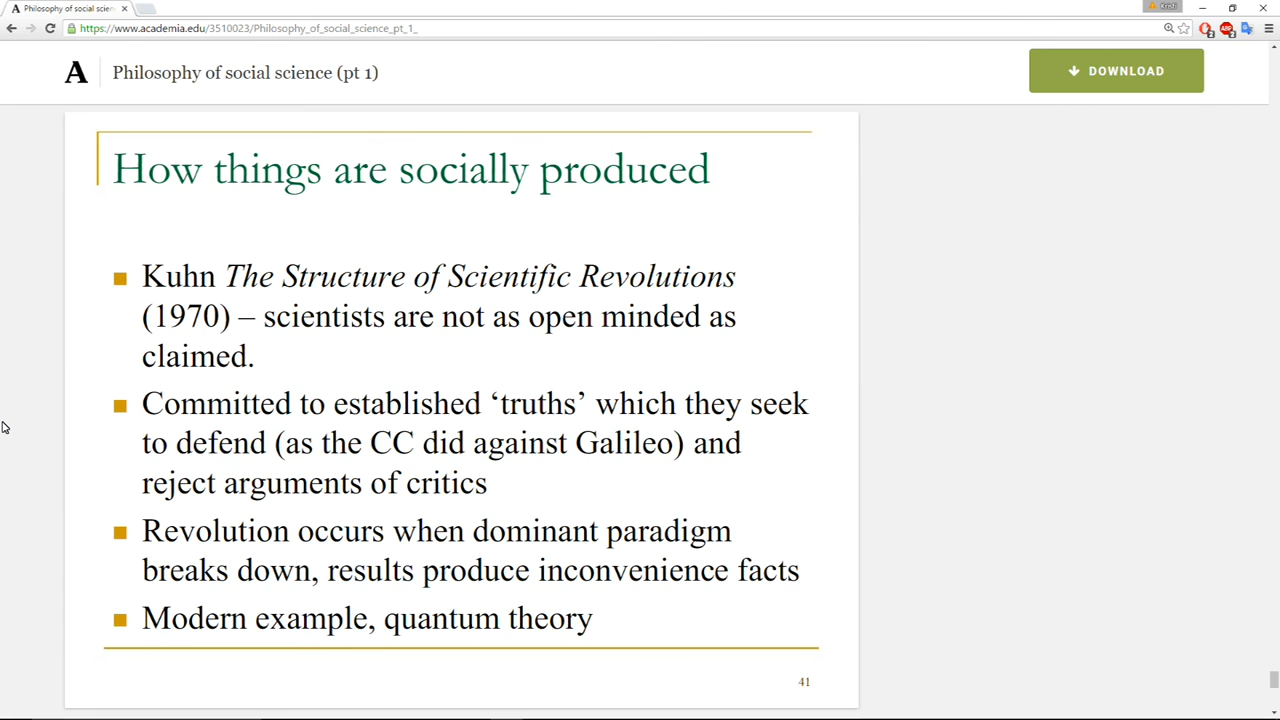 Philosophy of social scien
Kristi
https://www.academia.edu/3510023/Philosophy_of_social_science_pt_1_
A
Philosophy of social science (pt 1)
DOWNLOAD
How things are socially produced
Kuhn The Structure of Scientific Revolutions
(1970) – scientists are not as open minded as
claimed.
Committed to established ‘truths’ which they seek
to defend (as the CC did against Galileo) and
reject arguments of critics
Revolution occurs when dominant paradigm
breaks down, results produce inconvenience facts
Modern example, quantum theory
41